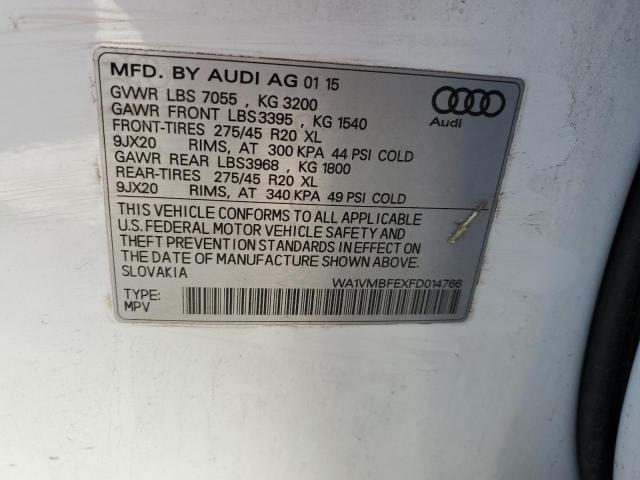 MFD. BY AUDI AG 01 15
GVWR LBS 7055 , KG 3200
GAWR FRONT LBS3395 , KG 1540
FRONT-TIRES 275/45 R20 XL
9JX20 RIMS, AT 300 KPA 44 PSI COLD
GAWR REAR LBS3968 , KG 1800
REAR-TIRES 275/45 R20 XL
9JX20 RIMS, AT 340 KPA 49 PSI COLD
Audi
THIS VEHICLE CONFORMS TO ALL APPLICABLE
U.S. FEDERAL MOTOR VEHICLE SAFETY AND
THEFT PREVENTION STANDARDS IN EFFECT ON
THE DATE OF MANUFACTURE SHOWN ABOVE.
SLOVAKIA
WA1VMBFEXFD014766
TYPE:
MPV